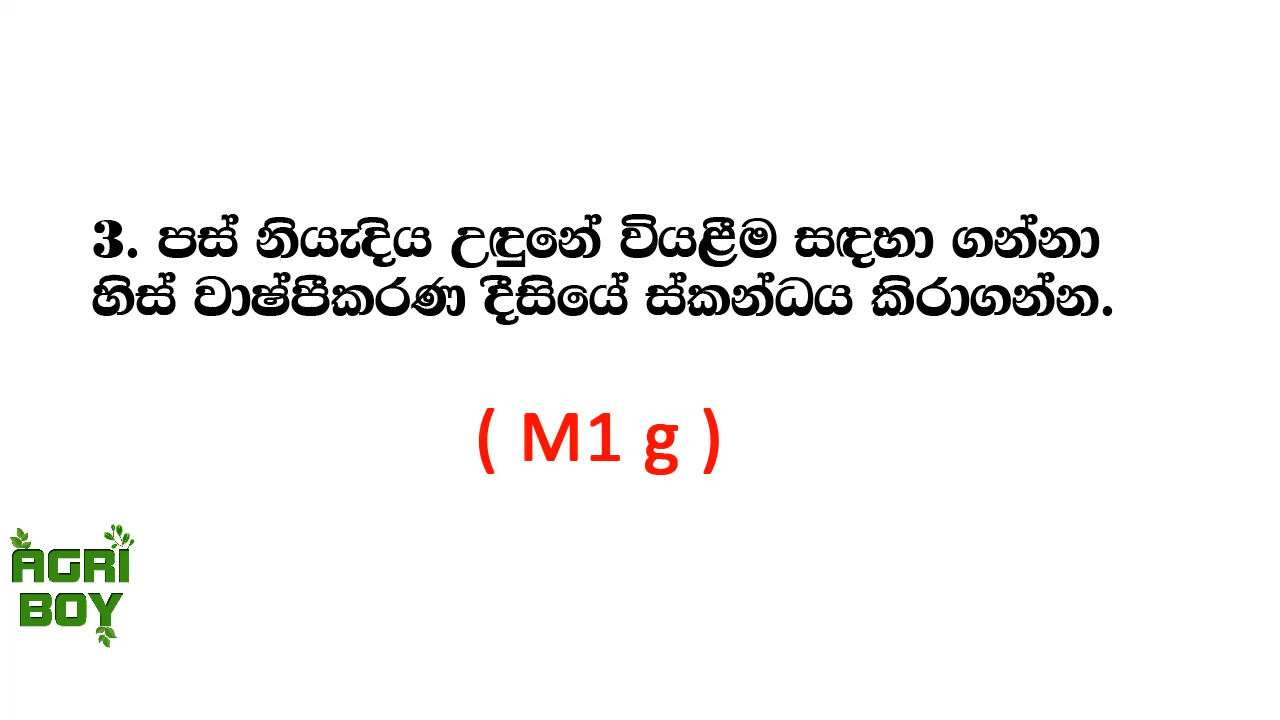 3. පස් නියැදිය උඳුනේ වියළීම සඳහා ගන්නා
හිස් වාෂ්පීකරණ දීසියේ ස්කන්ධය කිරාගන්න.
( M1 g )
AGRI
BOY